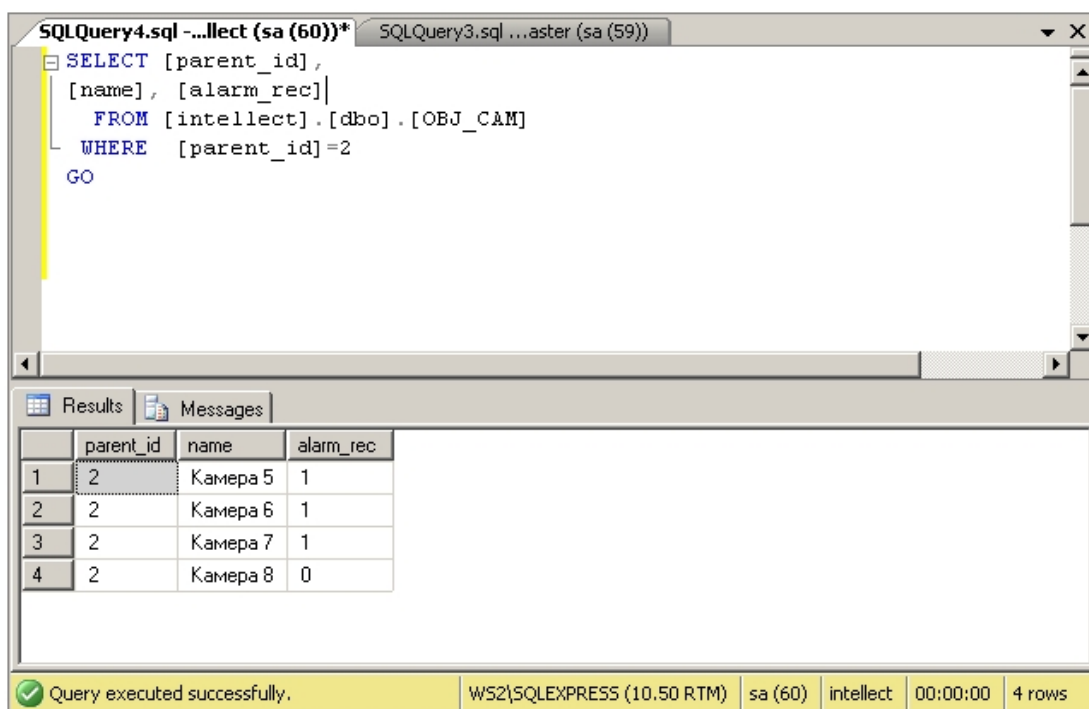 SQLQuery4.sql -...llect (sa (60))* SQLQuery3.sql ...aster (sa (59))
SELECT [parent_id],
[name], [alarm_rec]
FROM [intellect].[dbo].[OBJ_CAM]
WHERE [parent_id]=2
GO
Results Messages
parent_id name alarm_rec
1 2 Камера 5 1
2 2 Камера 6 1
3 2 Камера 7 1
4 2 Камера 8 0
Query executed successfully. WS2\SQLEXPRESS (10.50 RTM) sa (60) intellect 00:00:00 4 rows